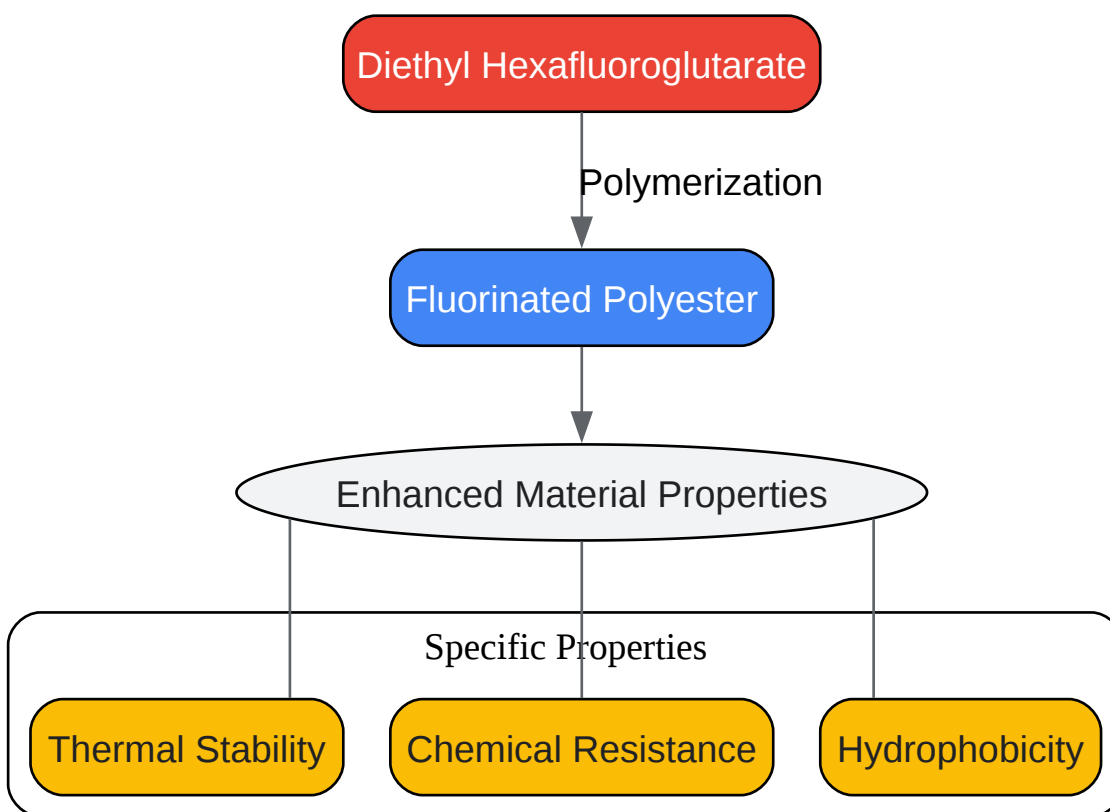 Diethyl Hexafluoroglutarate
Polymerization
Fluorinated Polyester
Enhanced Material Properties
Specific Properties
Thermal Stability
Chemical Resistance
Hydrophobicity